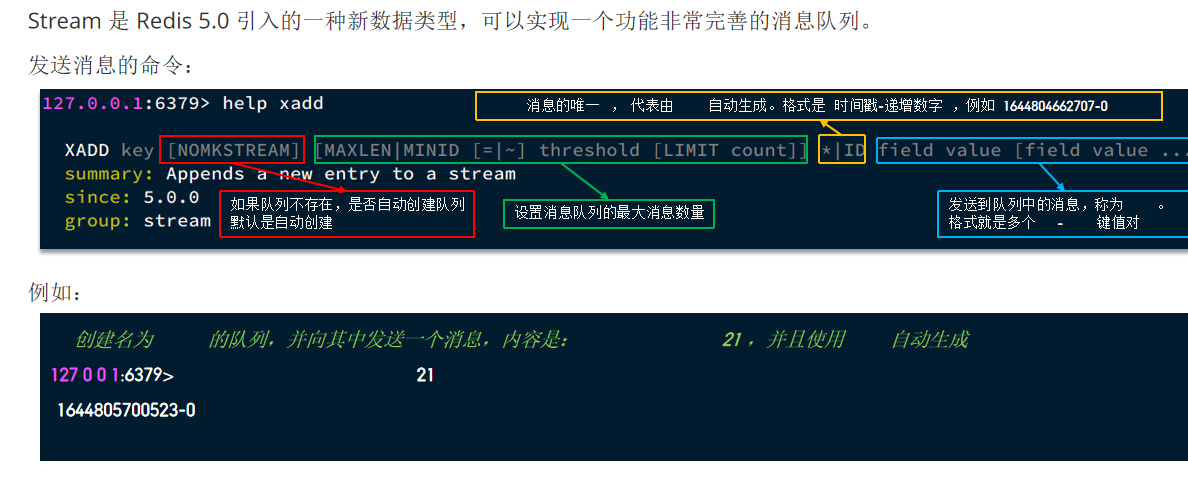 Stream 是 Redis 5.0 引入的一种新数据类型，可以实现一个功能非常完善的消息队列。
发送消息的命令：
127.0.0.1:6379> help xadd
消息的唯一 ，代表由 自动生成。格式是 时间戳-递增数字 ，例如 1644804662707-0
XADD key [NOMKSTREAM] [MAXLEN|MINID [=|~] threshold [LIMIT count]] *|ID field value [field value ...
summary: Appends a new entry to a stream
since: 5.0.0
group: stream
如果队列不存在，是否自动创建队列
默认是自动创建
设置消息队列的最大消息数量
发送到队列中的消息，称为 。
格式就是多个 - 键值对
例如：
创建名为 的队列，并向其中发送一个消息，内容是： 21 ，并且使用 自动生成
127 0 0 1:6379> 21
1644805700523-0